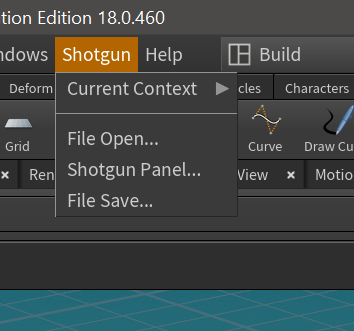 tion Edition 18.0.460
ndows Shotgun Help Build
Current Context
Deform cles Characters
Grid Curve Draw Cu
File Open...
Ren Shotgun Panel... View Motio
File Save...